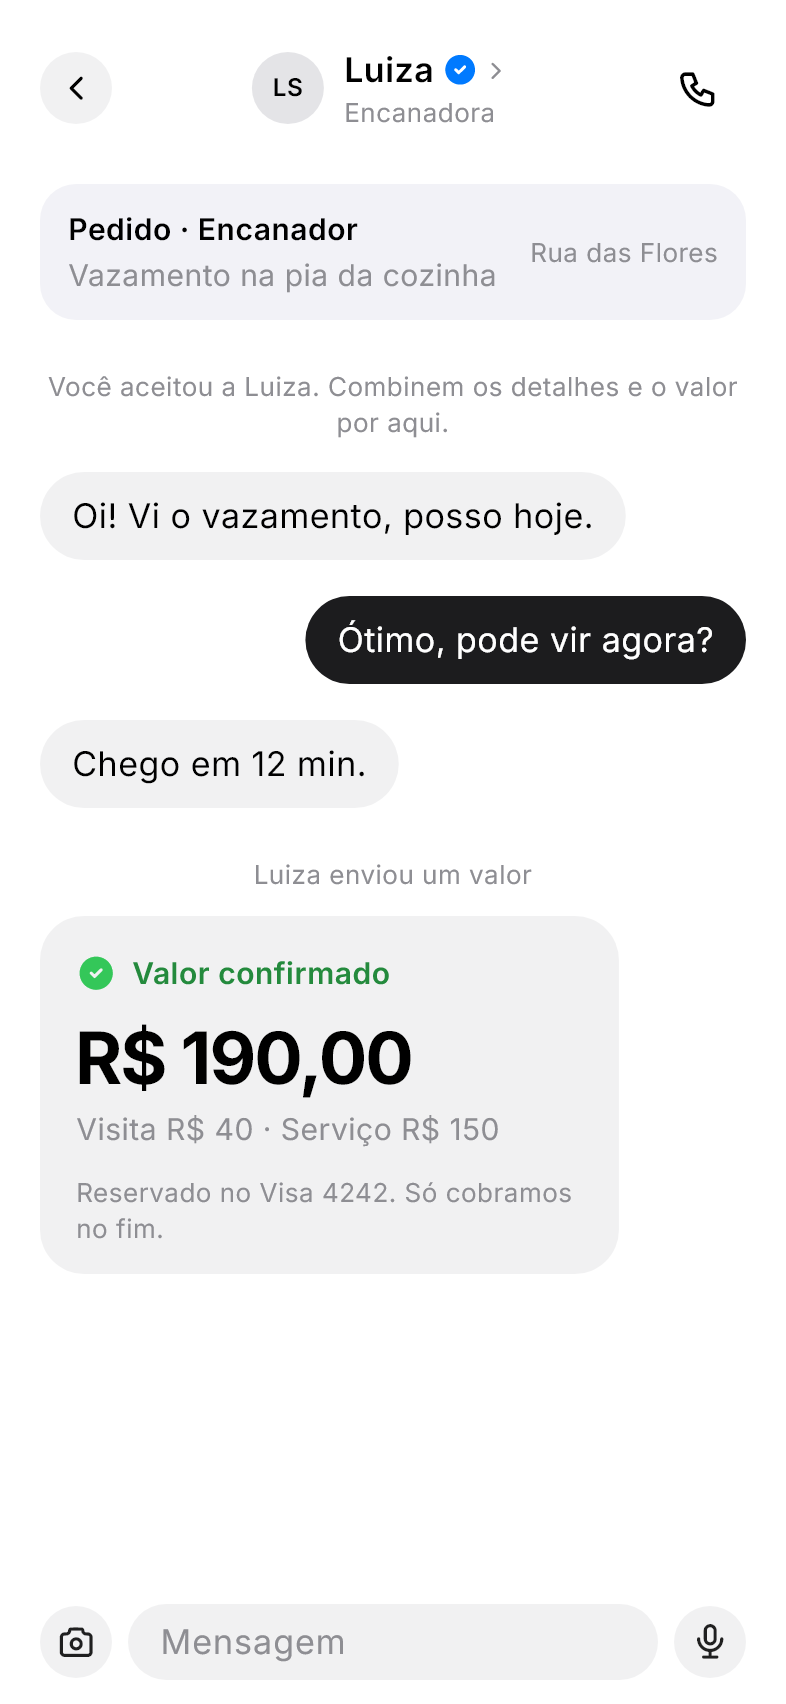 LS
Luiza
Encanadora
Pedido · Encanador
Vazamento na pia da cozinha
Rua das Flores
Você aceitou a Luiza. Combinem os detalhes e o valor
por aqui.
Oi! Vi o vazamento, posso hoje.
Ótimo, pode vir agora?
Chego em 12 min.
Luiza enviou um valor
Valor confirmado
R$ 190,00
Visita R$ 40 · Serviço R$ 150
Reservado no Visa 4242. Só cobramos
no fim.
Mensagem